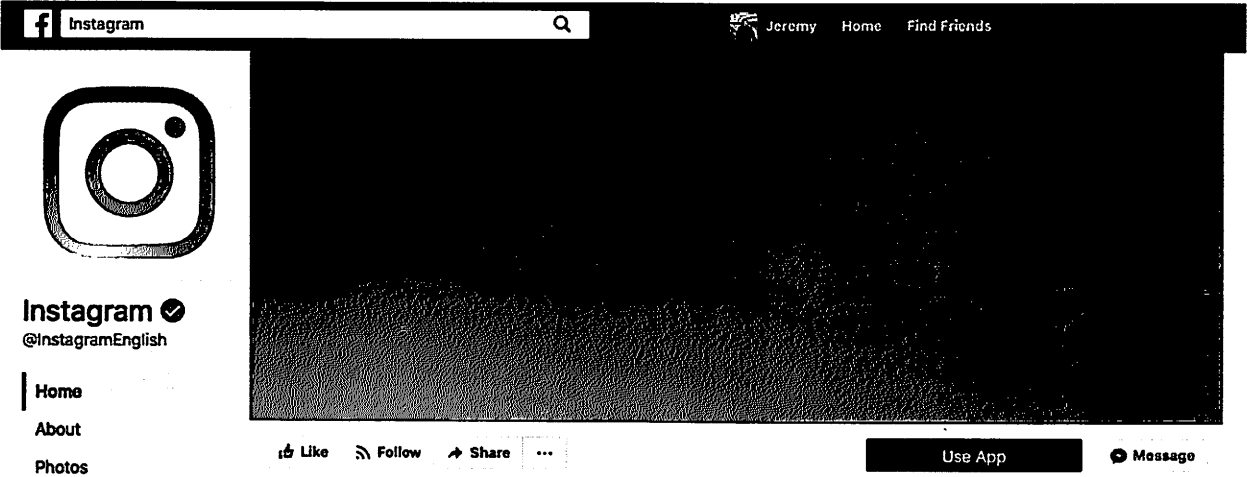 f Instagram Jeremy Home Find Friends
Instagram
@InstagramEnglish
Home
About
Photos
Like Follow Share ... Use App Message